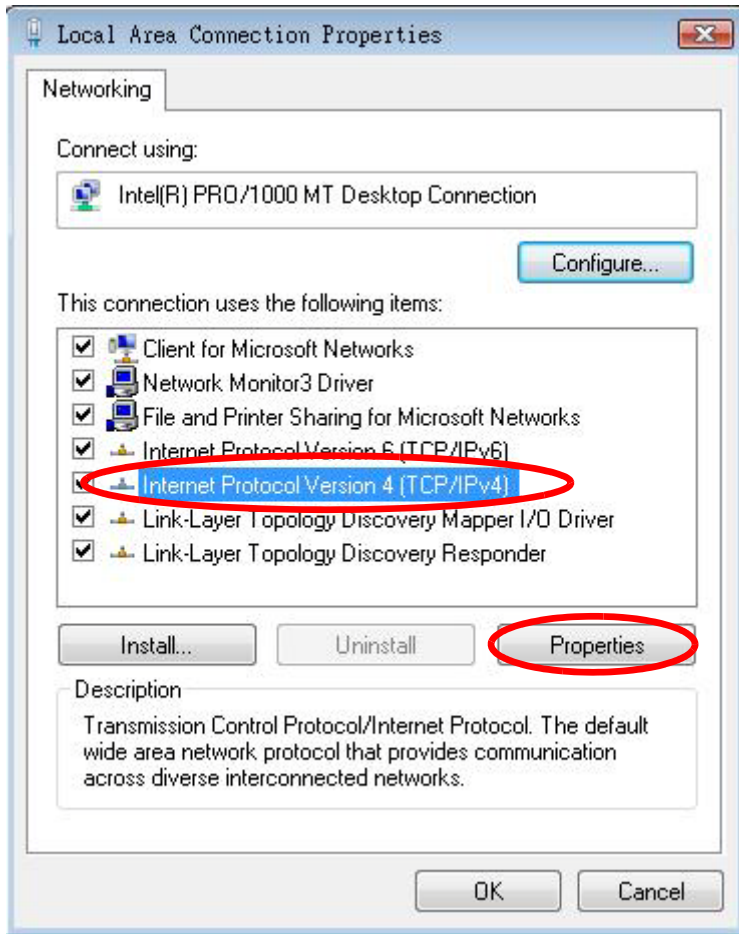 Local Area Connection Properties
Networking
Connect using:
Intel(R) PRO/1000 MT Desktop Connection
Configure...
This connection uses the following items:
Client for Microsoft Networks
Network Monitor3 Driver
File and Printer Sharing for Microsoft Networks
Internet Protocol Version 6 (TCP/IPv6)
Internet Protocol Version 4 (TCP/IPv4)
Link-Layer Topology Discovery Mapper I/O Driver
Link-Layer Topology Discovery Responder
Install...
Uninstall
Properties
Description
Transmission Control Protocol/Internet Protocol. The default
wide area network protocol that provides communication
across diverse interconnected networks.
OK
Cancel